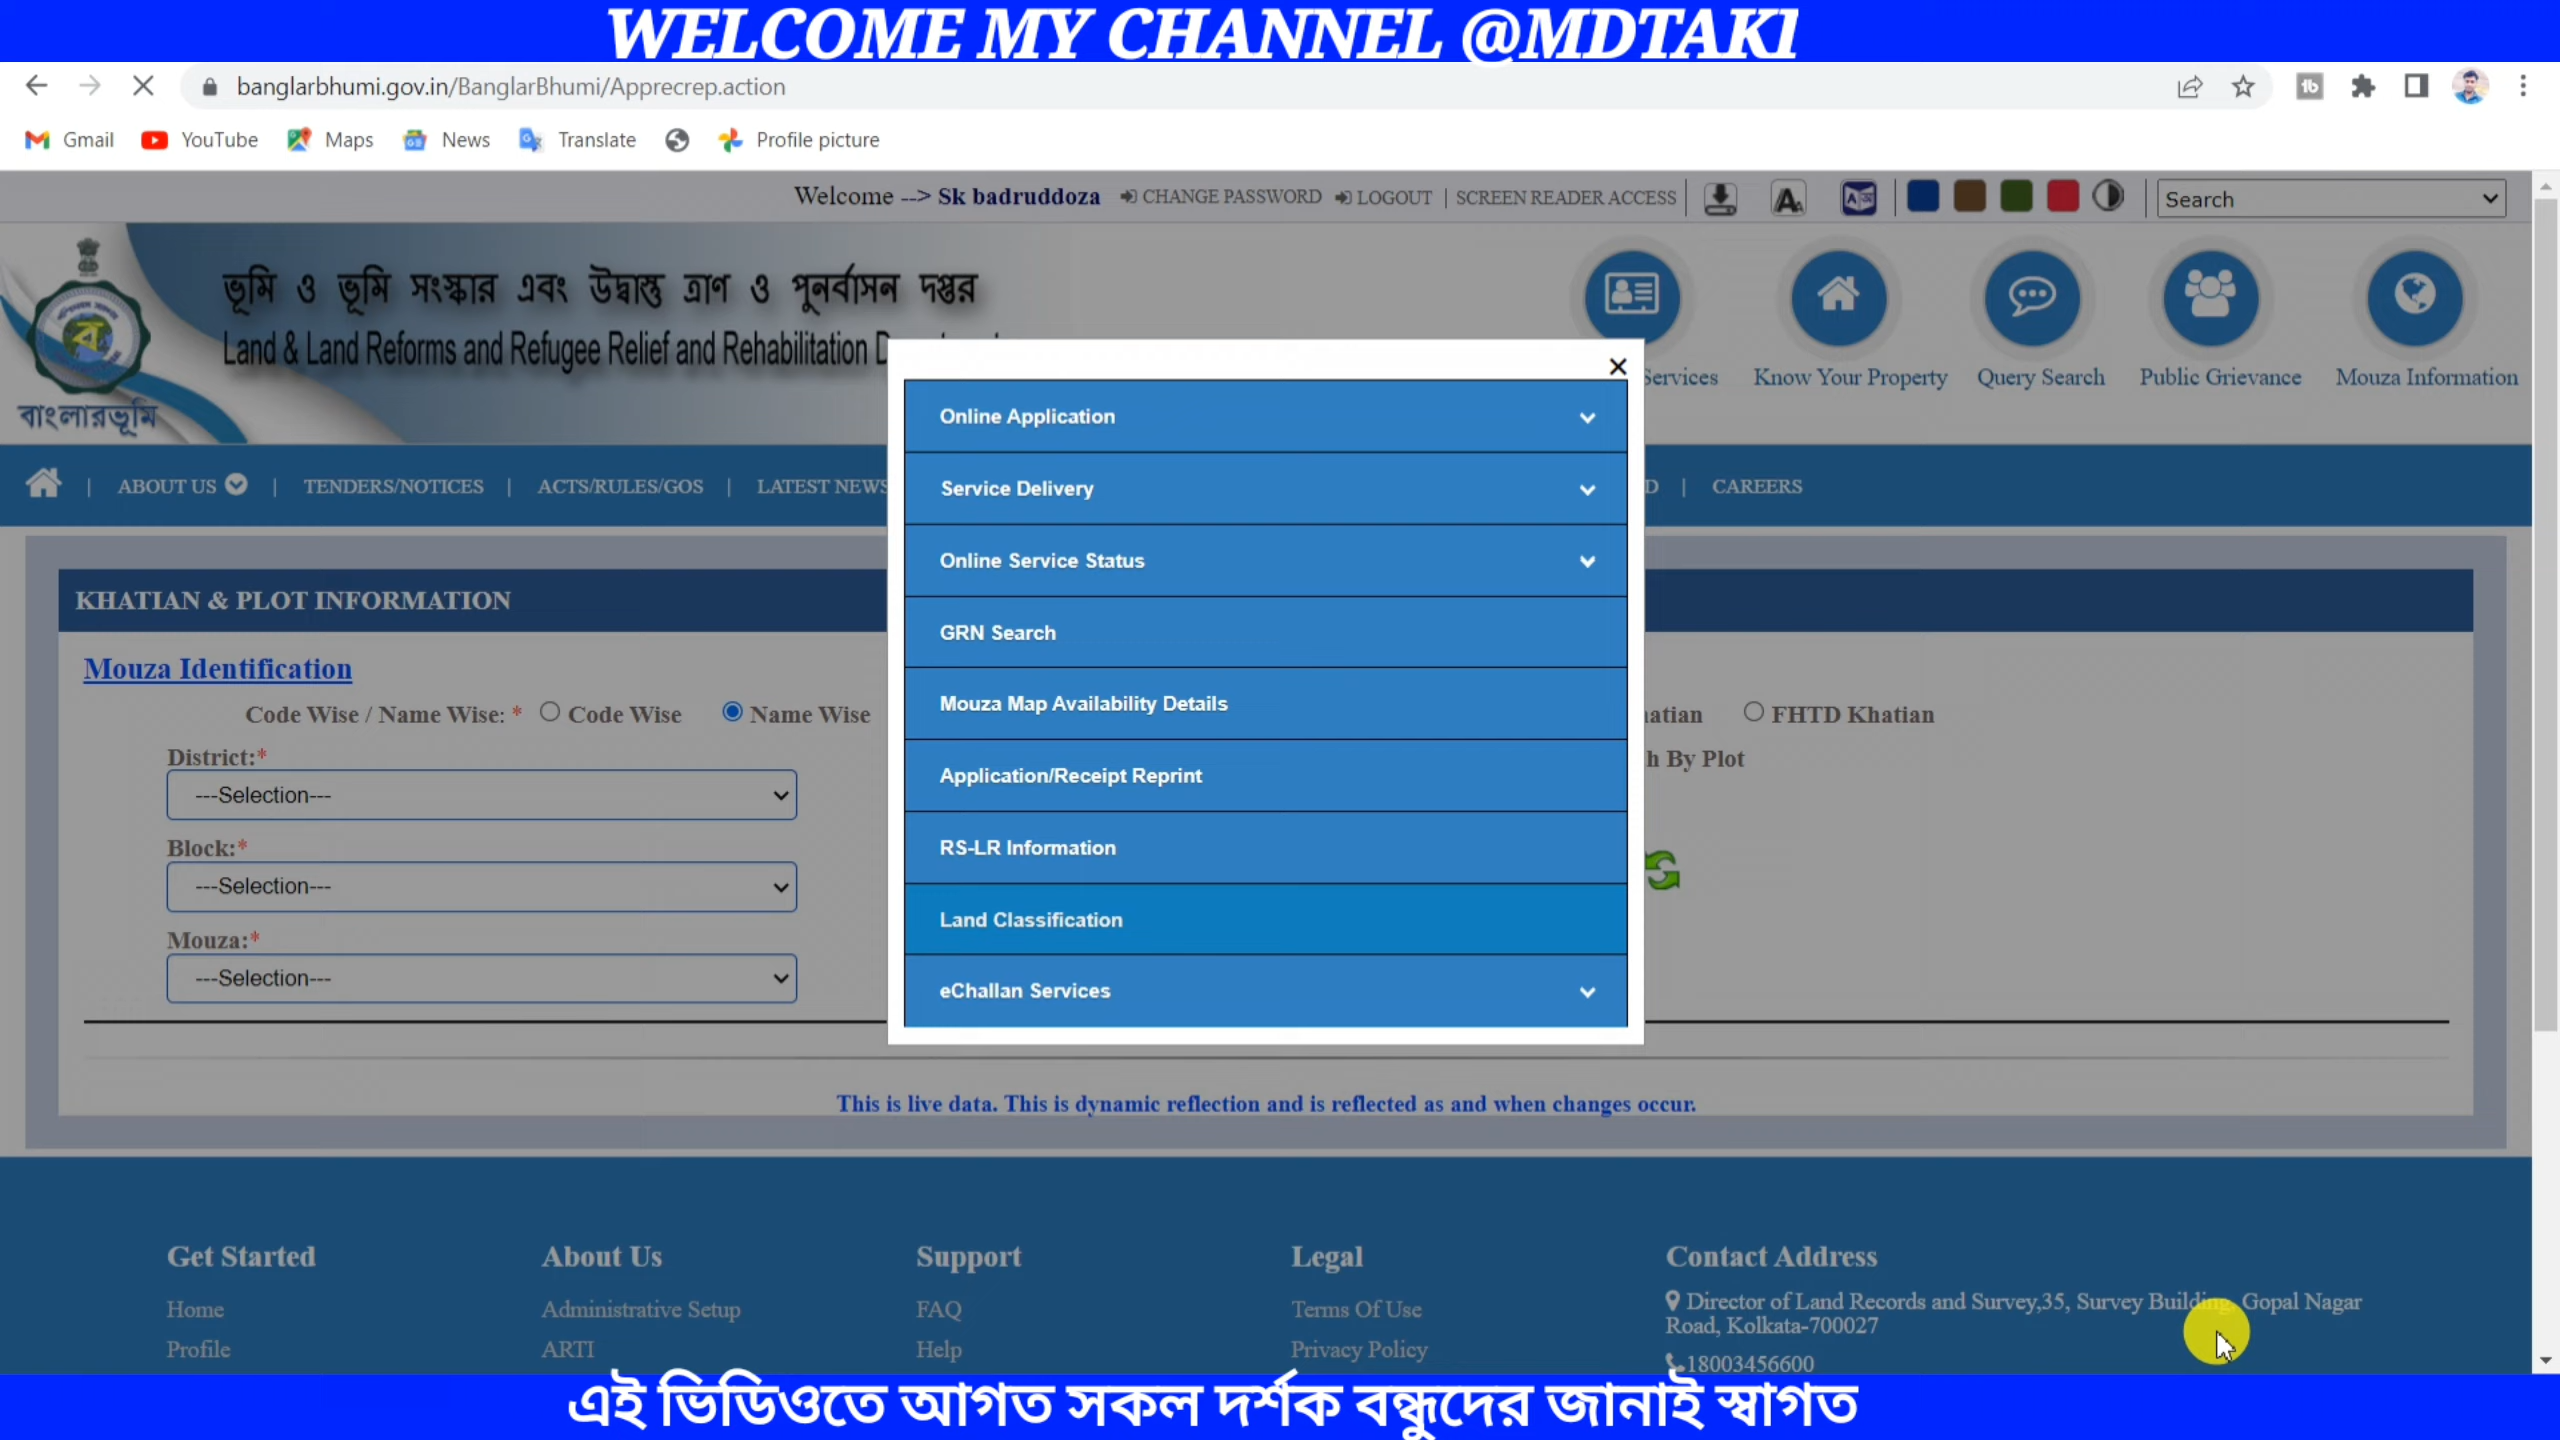 WELCOME MY CHANNEL @MDTAKI
banglarbhumi.gov.in/BanglarBhumi/Apprecrep.action
Gmail YouTube Maps News Translate Profile picture
Welcome --> Sk badruddoza CHANGE PASSWORD LOGOUT | SCREEN READER ACCESS Search
ভূমি ও ভূমি সংস্কার এবং উদ্বাস্তু ত্রাণ ও পুনর্বাসন দপ্তর
Land & Land Reforms and Refugee Relief and Rehabilitation
বাংলারভূমি
Services Know Your Property Query Search Public Grievance Mouza Information
| ABOUT US | TENDERS/NOTICES | ACTS/RULES/GOS | LATEST NEWS | CAREERS
Online Application
Service Delivery
Online Service Status
GRN Search
Mouza Map Availability Details
Application/Receipt Reprint
RS-LR Information
Land Classification
eChallan Services
KHATIAN & PLOT INFORMATION
Mouza Identification
Code Wise / Name Wise: * Code Wise Name Wise FHTD Khatian
District:*
---Selection---
By Plot
Block:*
---Selection---
Mouza:*
---Selection---
This is live data. This is dynamic reflection and is reflected as and when changes occur.
Get Started
Home
Profile
About Us
Administrative Setup
ARTI
Support
FAQ
Help
Legal
Terms Of Use
Privacy Policy
Contact Address
Director of Land Records and Survey,35, Survey Building, Gopal Nagar
Road, Kolkata-700027
18003456600
এই ভিডিওতে আগত সকল দর্শক বন্ধুদের জানাই স্বাগত